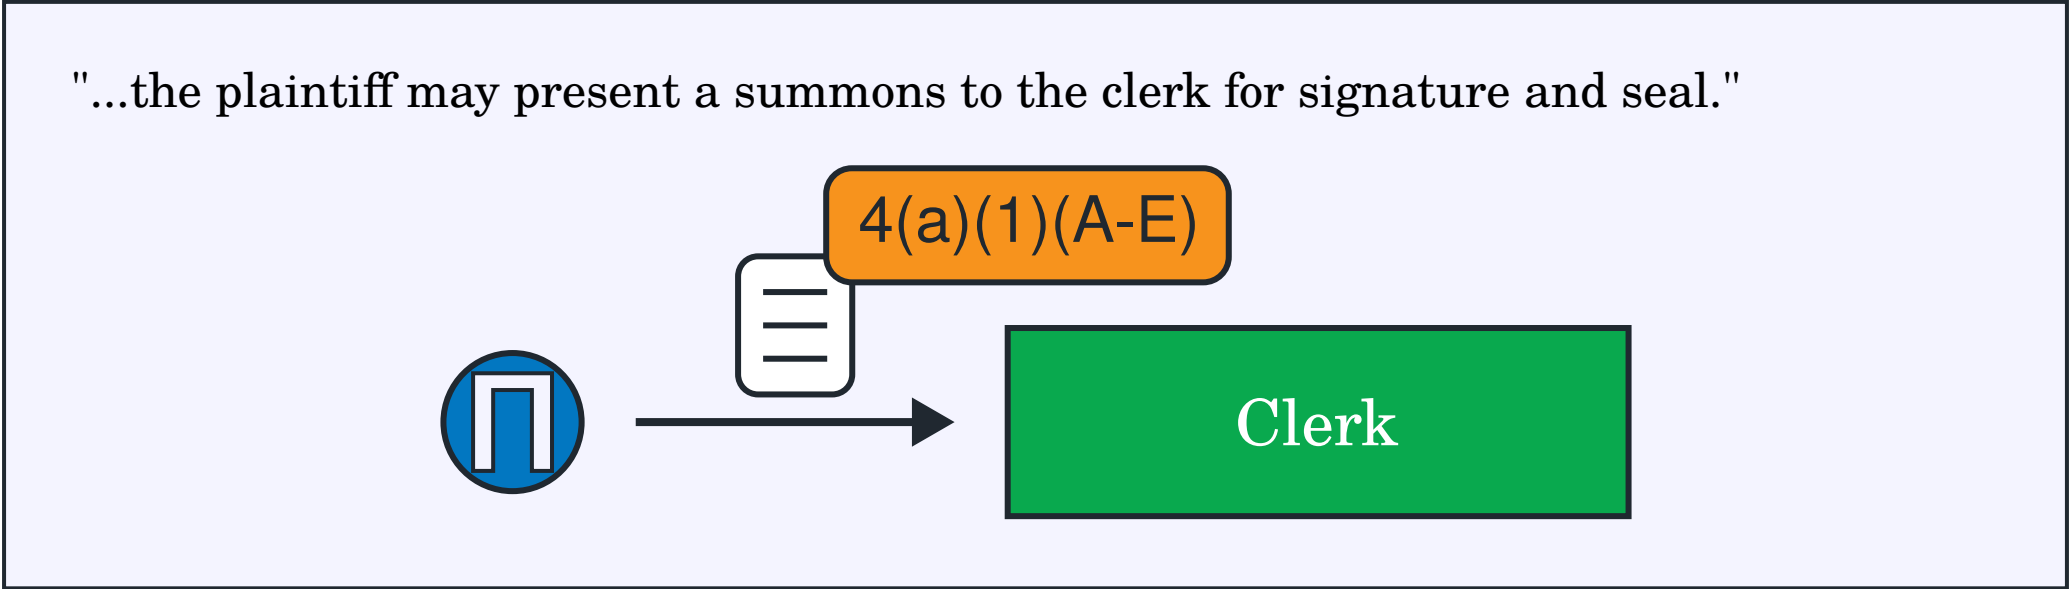 "...the plaintiff may present a summons to the clerk for signature and seal."
4(a)(1)(A-E)
Π
Clerk